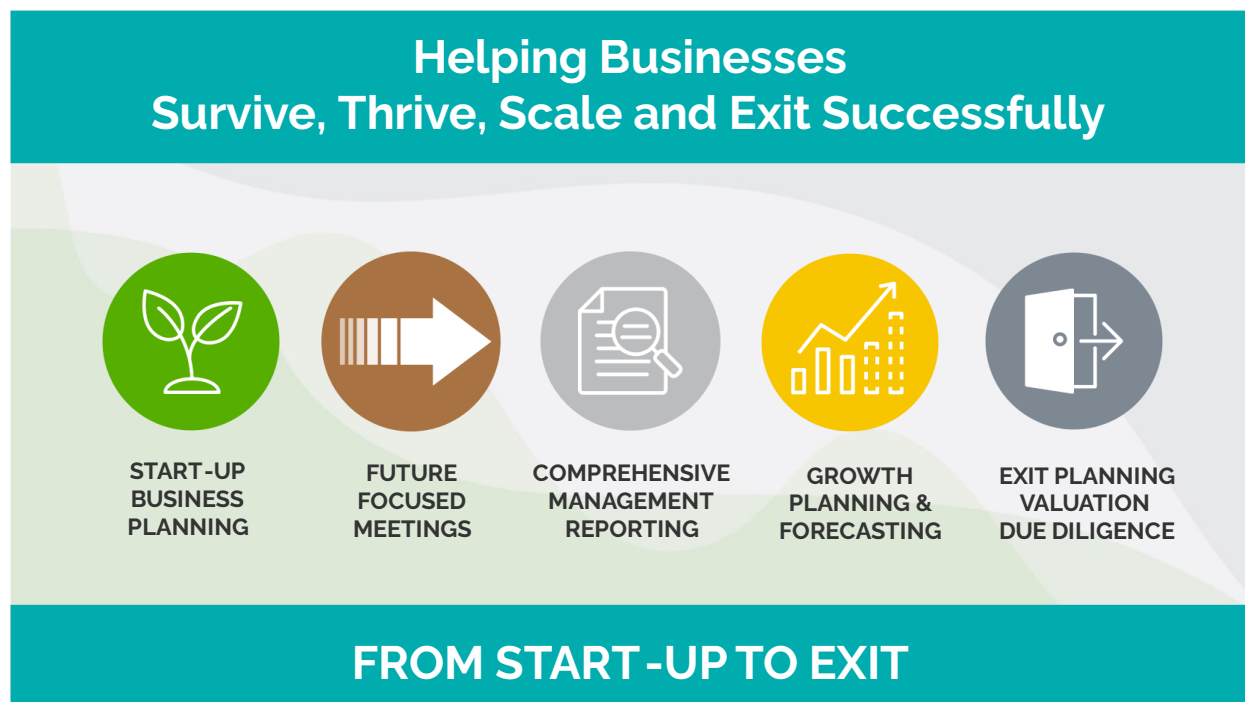 Helping Businesses
Survive, Thrive, Scale and Exit Successfully
START-UP
BUSINESS
PLANNING
FUTURE
FOCUSED
MEETINGS
COMPREHENSIVE
MANAGEMENT
REPORTING
GROWTH
PLANNING &
FORECASTING
EXIT PLANNING
VALUATION
DUE DILIGENCE
FROM START-UP TO EXIT